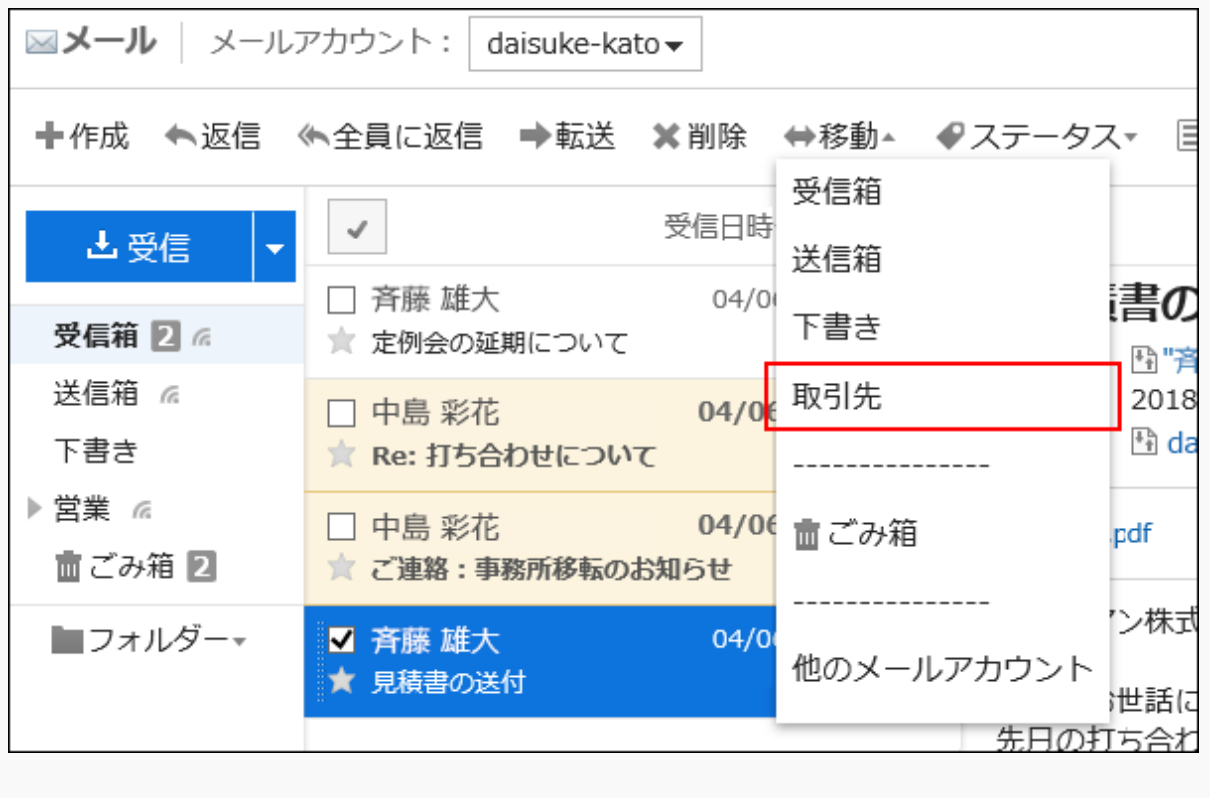 メール メールアカウント： daisuke-kato
作成 返信 全員に返信 転送 削除 移動 ステータス
受信
受信箱 2
送信箱
下書き
営業
ごみ箱 2
フォルダー
受信日時
斉藤 雄大 04/06
定例会の延期について
中島 彩花 04/06
Re: 打ち合わせについて
中島 彩花 04/06
ご連絡：事務所移転のお知らせ
斉藤 雄大 04/06
見積書の送付
受信箱
送信箱
下書き
取引先
---------------
ごみ箱
---------------
他のメールアカウント
書の
"斉
2018
da
.pdf
ン株式
世話に
先日の打ち合わ